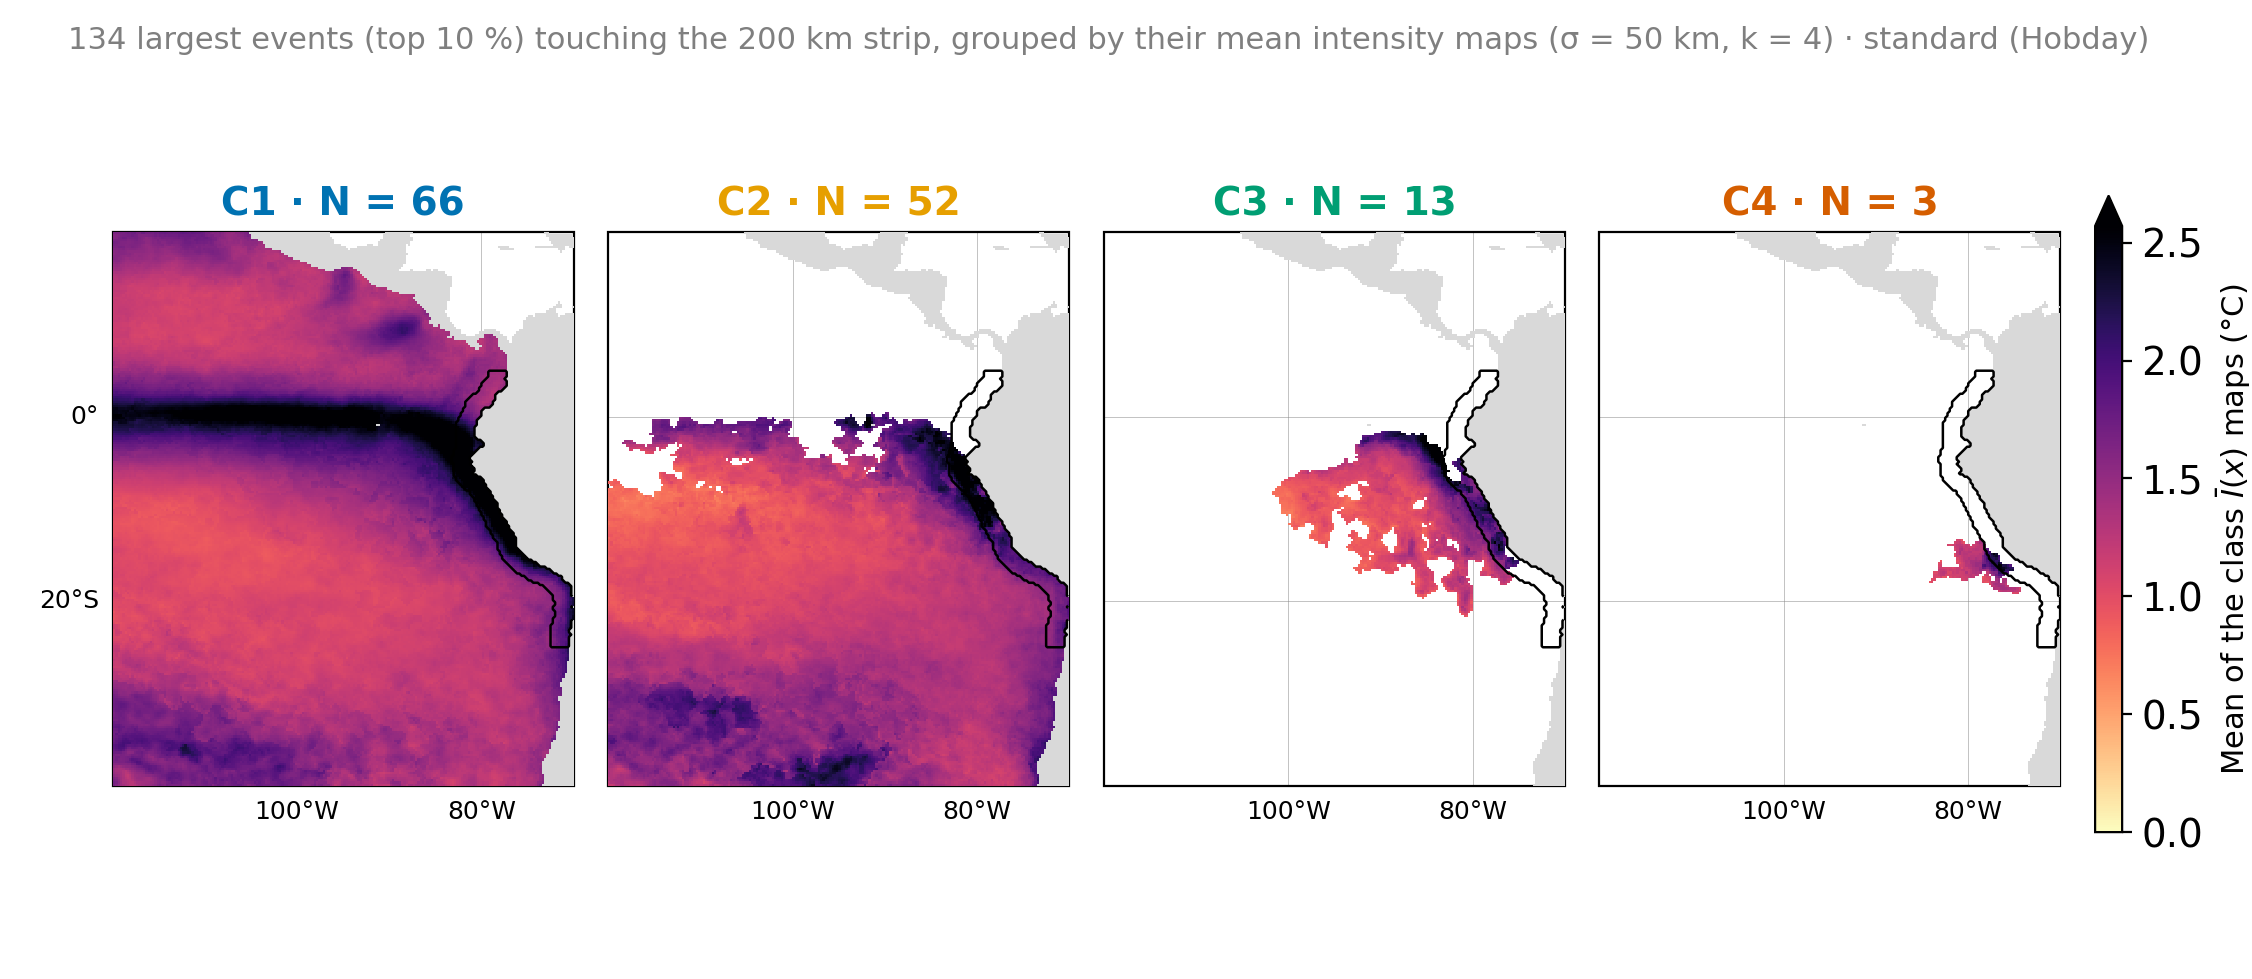 134 largest events (top 10 %) touching the 200 km strip, grouped by their mean intensity maps (σ = 50 km, k = 4) · standard (Hobday)
C1 · N = 66
C2 · N = 52
C3 · N = 13
C4 · N = 3
0°
20°S
100°W
80°W
100°W
80°W
100°W
80°W
100°W
80°W
2.5
2.0
1.5
1.0
0.5
0.0
Mean of the class Ī(x) maps (°C)